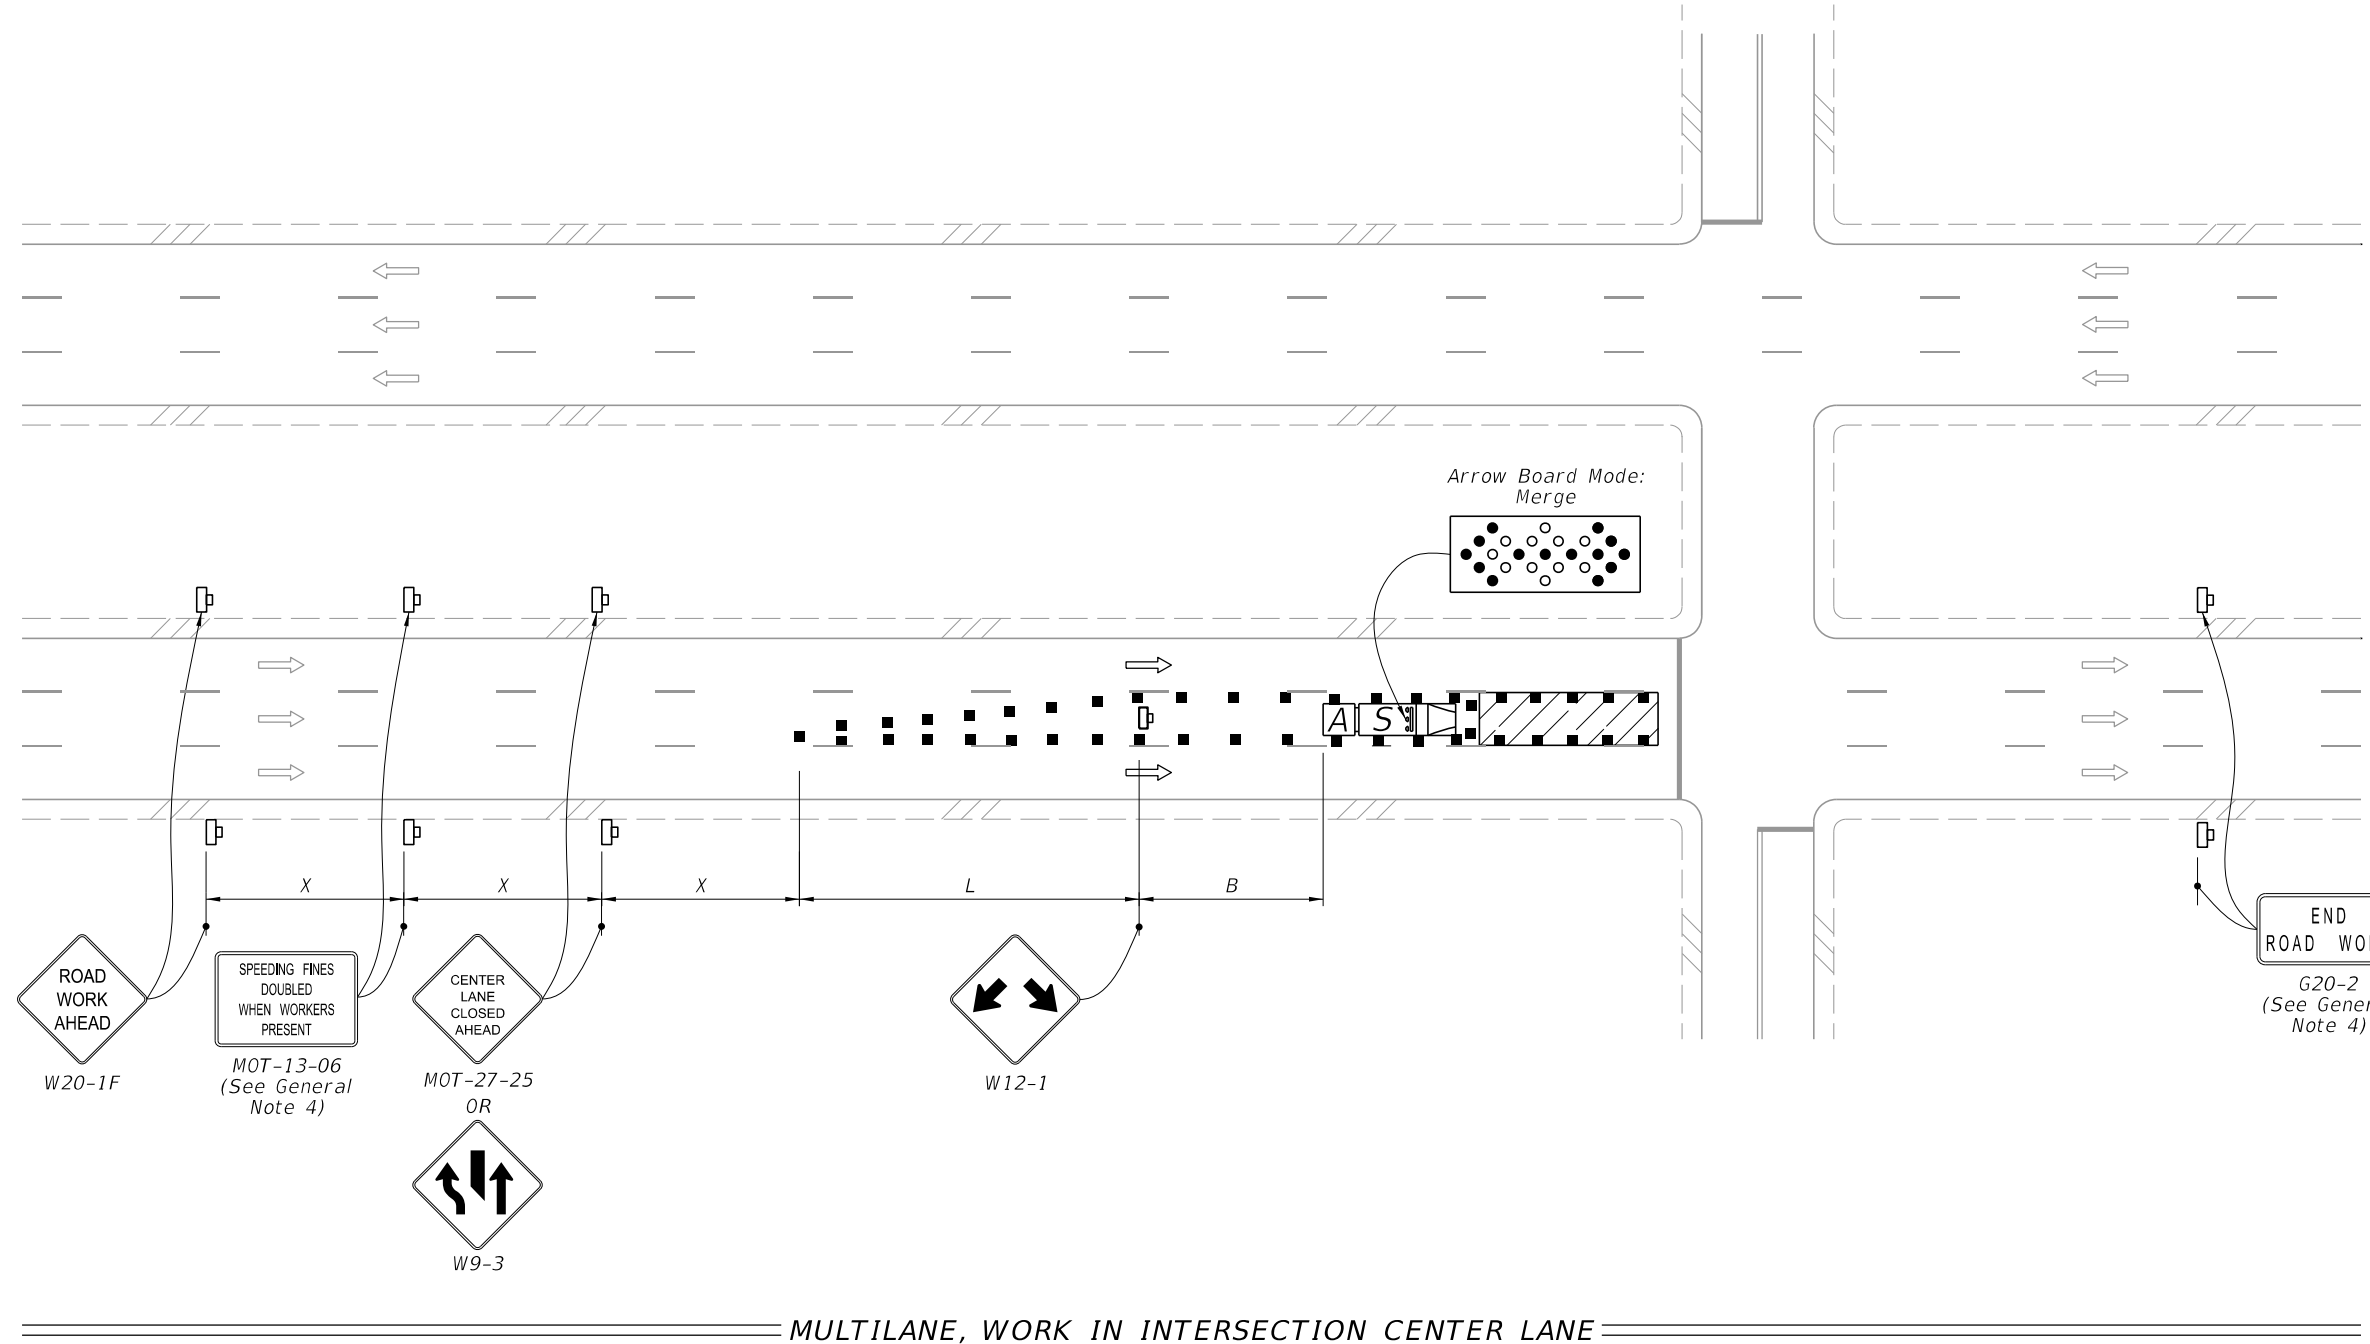 Arrow Board Mode:
Merge
A
S
X
X
X
L
B
ROAD
WORK
AHEAD
W20-1F
SPEEDING FINES
DOUBLED
WHEN WORKERS
PRESENT
MOT-13-06
(See General
Note 4)
CENTER
LANE
CLOSED
AHEAD
MOT-27-25
OR
W9-3
W12-1
END
ROAD
G20-2
(See
Note 4)
MULTILANE, WORK IN INTERSECTION CENTER LANE